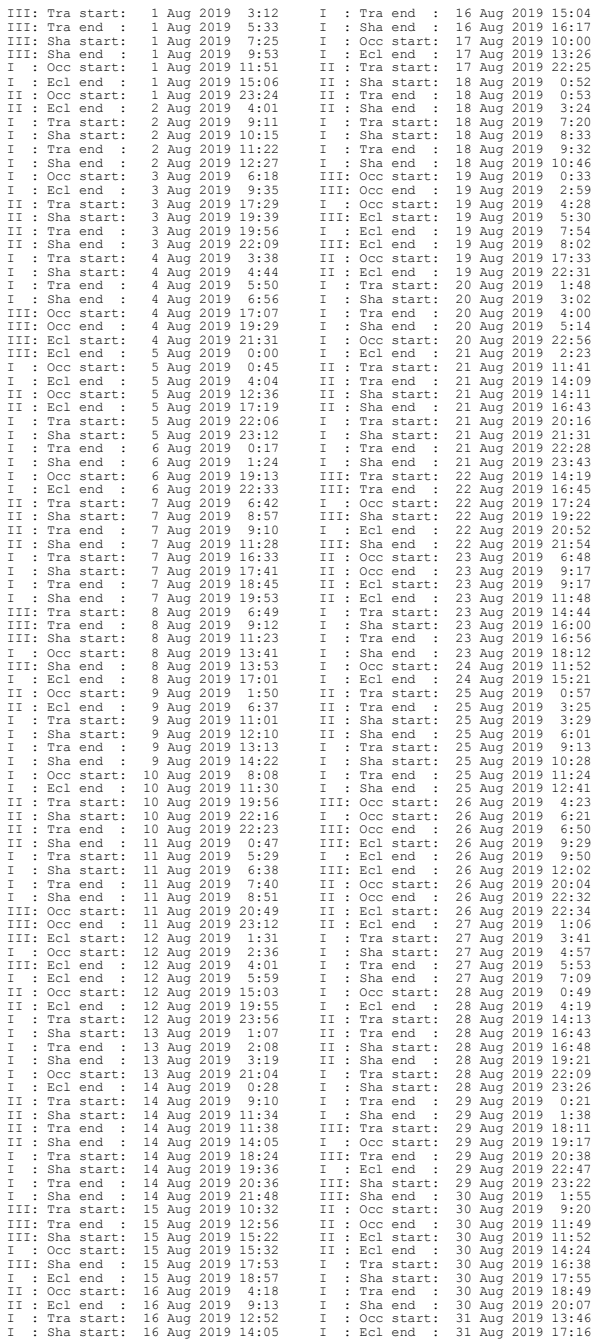 III: Tra start: 1 Aug 2019 3:12
III: Tra end : 1 Aug 2019 5:33
III: Sha start: 1 Aug 2019 7:25
III: Sha end : 1 Aug 2019 9:53
I : Occ start: 1 Aug 2019 11:51
I : Ecl end : 1 Aug 2019 15:06
II : Occ start: 1 Aug 2019 23:24
II : Ecl end : 2 Aug 2019 4:01
I : Tra start: 2 Aug 2019 9:11
I : Sha start: 2 Aug 2019 10:15
I : Tra end : 2 Aug 2019 11:22
I : Sha end : 2 Aug 2019 12:27
I : Occ start: 3 Aug 2019 6:18
I : Ecl end : 3 Aug 2019 9:35
II : Tra start: 3 Aug 2019 17:29
II : Sha start: 3 Aug 2019 19:39
II : Tra end : 3 Aug 2019 19:56
II : Sha end : 3 Aug 2019 22:09
I : Tra start: 4 Aug 2019 3:38
I : Sha start: 4 Aug 2019 4:44
I : Tra end : 4 Aug 2019 5:50
I : Sha end : 4 Aug 2019 6:56
III: Occ start: 4 Aug 2019 17:07
III: Occ end : 4 Aug 2019 19:29
III: Ecl start: 4 Aug 2019 21:31
III: Ecl end : 5 Aug 2019 0:00
I : Occ start: 5 Aug 2019 0:45
I : Ecl end : 5 Aug 2019 4:04
II : Occ start: 5 Aug 2019 12:36
II : Ecl end : 5 Aug 2019 17:19
I : Tra start: 5 Aug 2019 22:06
I : Sha start: 5 Aug 2019 23:12
I : Tra end : 6 Aug 2019 0:17
I : Sha end : 6 Aug 2019 1:24
I : Occ start: 6 Aug 2019 19:13
I : Ecl end : 6 Aug 2019 22:33
II : Tra start: 7 Aug 2019 6:42
II : Sha start: 7 Aug 2019 8:57
II : Tra end : 7 Aug 2019 9:10
II : Sha end : 7 Aug 2019 11:28
I : Tra start: 7 Aug 2019 16:33
I : Sha start: 7 Aug 2019 17:41
I : Tra end : 7 Aug 2019 18:45
I : Sha end : 7 Aug 2019 19:53
III: Tra start: 8 Aug 2019 6:49
III: Tra end : 8 Aug 2019 9:12
III: Sha start: 8 Aug 2019 11:23
I : Occ start: 8 Aug 2019 13:41
III: Sha end : 8 Aug 2019 13:53
I : Ecl end : 8 Aug 2019 17:01
II : Occ start: 9 Aug 2019 1:50
II : Ecl end : 9 Aug 2019 6:37
I : Tra start: 9 Aug 2019 11:01
I : Sha start: 9 Aug 2019 12:10
I : Tra end : 9 Aug 2019 13:13
I : Sha end : 9 Aug 2019 14:22
I : Occ start: 10 Aug 2019 8:08
I : Ecl end : 10 Aug 2019 11:30
II : Tra start: 10 Aug 2019 19:56
II : Sha start: 10 Aug 2019 22:16
II : Tra end : 10 Aug 2019 22:23
II : Sha end : 11 Aug 2019 0:47
I : Tra start: 11 Aug 2019 5:29
I : Sha start: 11 Aug 2019 6:38
I : Tra end : 11 Aug 2019 7:40
I : Sha end : 11 Aug 2019 8:51
III: Occ start: 11 Aug 2019 20:49
III: Occ end : 11 Aug 2019 23:12
III: Ecl start: 12 Aug 2019 1:31
I : Occ start: 12 Aug 2019 2:36
III: Ecl end : 12 Aug 2019 4:01
I : Ecl end : 12 Aug 2019 5:59
II : Occ start: 12 Aug 2019 15:03
II : Ecl end : 12 Aug 2019 19:55
I : Tra start: 12 Aug 2019 23:56
I : Sha start: 13 Aug 2019 1:07
I : Tra end : 13 Aug 2019 2:08
I : Sha end : 13 Aug 2019 3:19
I : Occ start: 13 Aug 2019 21:04
I : Ecl end : 14 Aug 2019 0:28
II : Tra start: 14 Aug 2019 9:10
II : Sha start: 14 Aug 2019 11:34
II : Tra end : 14 Aug 2019 11:38
II : Sha end : 14 Aug 2019 14:05
I : Tra start: 14 Aug 2019 18:24
I : Sha start: 14 Aug 2019 19:36
I : Tra end : 14 Aug 2019 20:36
I : Sha end : 14 Aug 2019 21:48
III: Tra start: 15 Aug 2019 10:32
III: Tra end : 15 Aug 2019 12:56
III: Sha start: 15 Aug 2019 15:22
I : Occ start: 15 Aug 2019 15:32
III: Sha end : 15 Aug 2019 17:53
I : Ecl end : 15 Aug 2019 18:57
II : Occ start: 16 Aug 2019 4:18
II : Ecl end : 16 Aug 2019 9:13
I : Tra start: 16 Aug 2019 12:52
I : Sha start: 16 Aug 2019 14:05
I : Tra end : 16 Aug 2019 15:04
I : Sha end : 16 Aug 2019 16:17
I : Occ start: 17 Aug 2019 10:00
I : Ecl end : 17 Aug 2019 13:26
II : Tra start: 17 Aug 2019 22:25
II : Sha start: 18 Aug 2019 0:52
II : Tra end : 18 Aug 2019 0:53
II : Sha end : 18 Aug 2019 3:24
I : Tra start: 18 Aug 2019 7:20
I : Sha start: 18 Aug 2019 8:33
I : Tra end : 18 Aug 2019 9:32
I : Sha end : 18 Aug 2019 10:46
III: Occ start: 19 Aug 2019 0:33
III: Occ end : 19 Aug 2019 2:59
I : Occ start: 19 Aug 2019 4:28
III: Ecl start: 19 Aug 2019 5:30
I : Ecl end : 19 Aug 2019 7:54
III: Ecl end : 19 Aug 2019 8:02
II : Occ start: 19 Aug 2019 17:33
II : Ecl end : 19 Aug 2019 22:31
I : Tra start: 20 Aug 2019 1:48
I : Sha start: 20 Aug 2019 3:02
I : Tra end : 20 Aug 2019 4:00
I : Sha end : 20 Aug 2019 5:14
I : Occ start: 20 Aug 2019 22:56
I : Ecl end : 21 Aug 2019 2:23
II : Tra start: 21 Aug 2019 11:41
II : Tra end : 21 Aug 2019 14:09
II : Sha start: 21 Aug 2019 14:11
II : Sha end : 21 Aug 2019 16:43
I : Tra start: 21 Aug 2019 20:16
I : Sha start: 21 Aug 2019 21:31
I : Tra end : 21 Aug 2019 22:28
I : Sha end : 21 Aug 2019 23:43
III: Tra start: 22 Aug 2019 14:19
III: Tra end : 22 Aug 2019 16:45
I : Occ start: 22 Aug 2019 17:24
III: Sha start: 22 Aug 2019 19:22
I : Ecl end : 22 Aug 2019 20:52
III: Sha end : 22 Aug 2019 21:54
II : Occ start: 23 Aug 2019 6:48
II : Occ end : 23 Aug 2019 9:17
II : Ecl start: 23 Aug 2019 9:17
II : Ecl end : 23 Aug 2019 11:48
I : Tra start: 23 Aug 2019 14:44
I : Sha start: 23 Aug 2019 16:00
I : Tra end : 23 Aug 2019 16:56
I : Sha end : 23 Aug 2019 18:12
I : Occ start: 24 Aug 2019 11:52
I : Ecl end : 24 Aug 2019 15:21
II : Tra start: 25 Aug 2019 0:57
II : Tra end : 25 Aug 2019 3:25
II : Sha start: 25 Aug 2019 3:29
II : Sha end : 25 Aug 2019 6:01
I : Tra start: 25 Aug 2019 9:13
I : Sha start: 25 Aug 2019 10:28
I : Tra end : 25 Aug 2019 11:24
I : Sha end : 25 Aug 2019 12:41
III: Occ start: 26 Aug 2019 4:23
I : Occ start: 26 Aug 2019 6:21
III: Occ end : 26 Aug 2019 6:50
III: Ecl start: 26 Aug 2019 9:29
I : Ecl end : 26 Aug 2019 9:50
III: Ecl end : 26 Aug 2019 12:02
II : Occ start: 26 Aug 2019 20:04
II : Occ end : 26 Aug 2019 22:32
II : Ecl start: 26 Aug 2019 22:34
II : Ecl end : 27 Aug 2019 1:06
I : Tra start: 27 Aug 2019 3:41
I : Sha start: 27 Aug 2019 4:57
I : Tra end : 27 Aug 2019 5:53
I : Sha end : 27 Aug 2019 7:09
I : Occ start: 28 Aug 2019 0:49
I : Ecl end : 28 Aug 2019 4:19
II : Tra start: 28 Aug 2019 14:13
II : Tra end : 28 Aug 2019 16:43
II : Sha start: 28 Aug 2019 16:48
II : Sha end : 28 Aug 2019 19:21
I : Tra start: 28 Aug 2019 22:09
I : Sha start: 28 Aug 2019 23:26
I : Tra end : 29 Aug 2019 0:21
I : Sha end : 29 Aug 2019 1:38
III: Tra start: 29 Aug 2019 18:11
I : Occ start: 29 Aug 2019 19:17
III: Tra end : 29 Aug 2019 20:38
I : Ecl end : 29 Aug 2019 22:47
III: Sha start: 29 Aug 2019 23:22
III: Sha end : 30 Aug 2019 1:55
II : Occ start: 30 Aug 2019 9:20
II : Occ end : 30 Aug 2019 11:49
II : Ecl start: 30 Aug 2019 11:52
II : Ecl end : 30 Aug 2019 14:24
I : Tra start: 30 Aug 2019 16:38
I : Sha start: 30 Aug 2019 17:55
I : Tra end : 30 Aug 2019 18:49
I : Sha end : 30 Aug 2019 20:07
I : Occ start: 31 Aug 2019 13:46
I : Ecl end : 31 Aug 2019 17:16